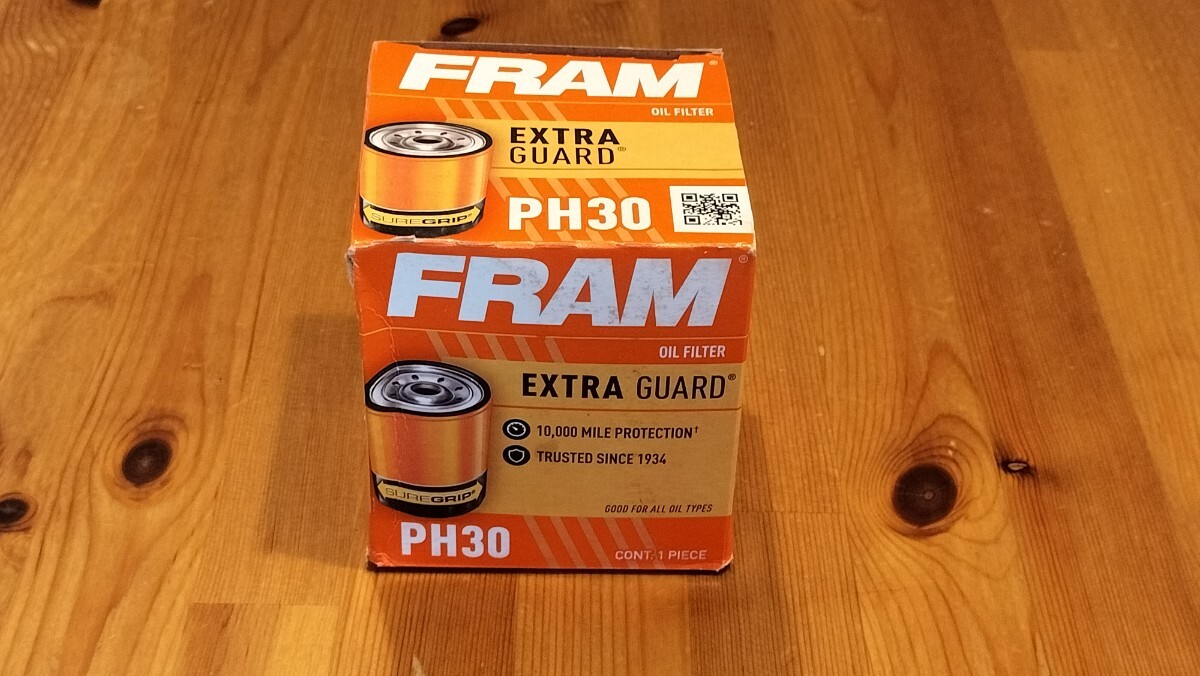 FRAM®
OIL FILTER
EXTRA
GUARD®
SUREGRIP®
PH30
FRAM®
OIL FILTER
EXTRA GUARD®
10,000 MILE PROTECTION†
TRUSTED SINCE 1934
SUREGRIP®
GOOD FOR ALL OIL TYPES
PH30
CONT. 1 PIECE